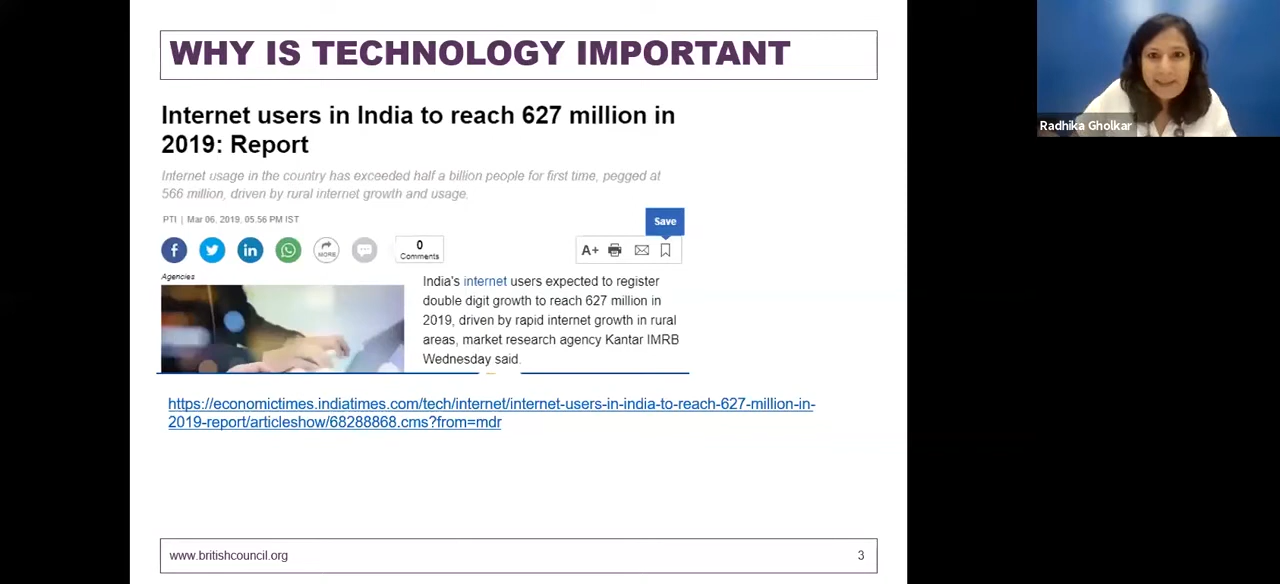 WHY IS TECHNOLOGY IMPORTANT
Radhika Gholkar
Internet users in India to reach 627 million in
2019: Report
Internet usage in the country has exceeded half a billion people for first time, pegged at
566 million, driven by rural internet growth and usage.
PTI | Mar 06, 2019, 05.56 PM IST
Save
MORE
0
Comments
A+
Agencies
India's internet users expected to register
double digit growth to reach 627 million in
2019, driven by rapid internet growth in rural
areas, market research agency Kantar IMRB
Wednesday said.
https://economictimes.indiatimes.com/tech/internet/internet-users-in-india-to-reach-627-million-in-
2019-report/articleshow/68288868.cms?from=mdr
www.britishcouncil.org
3